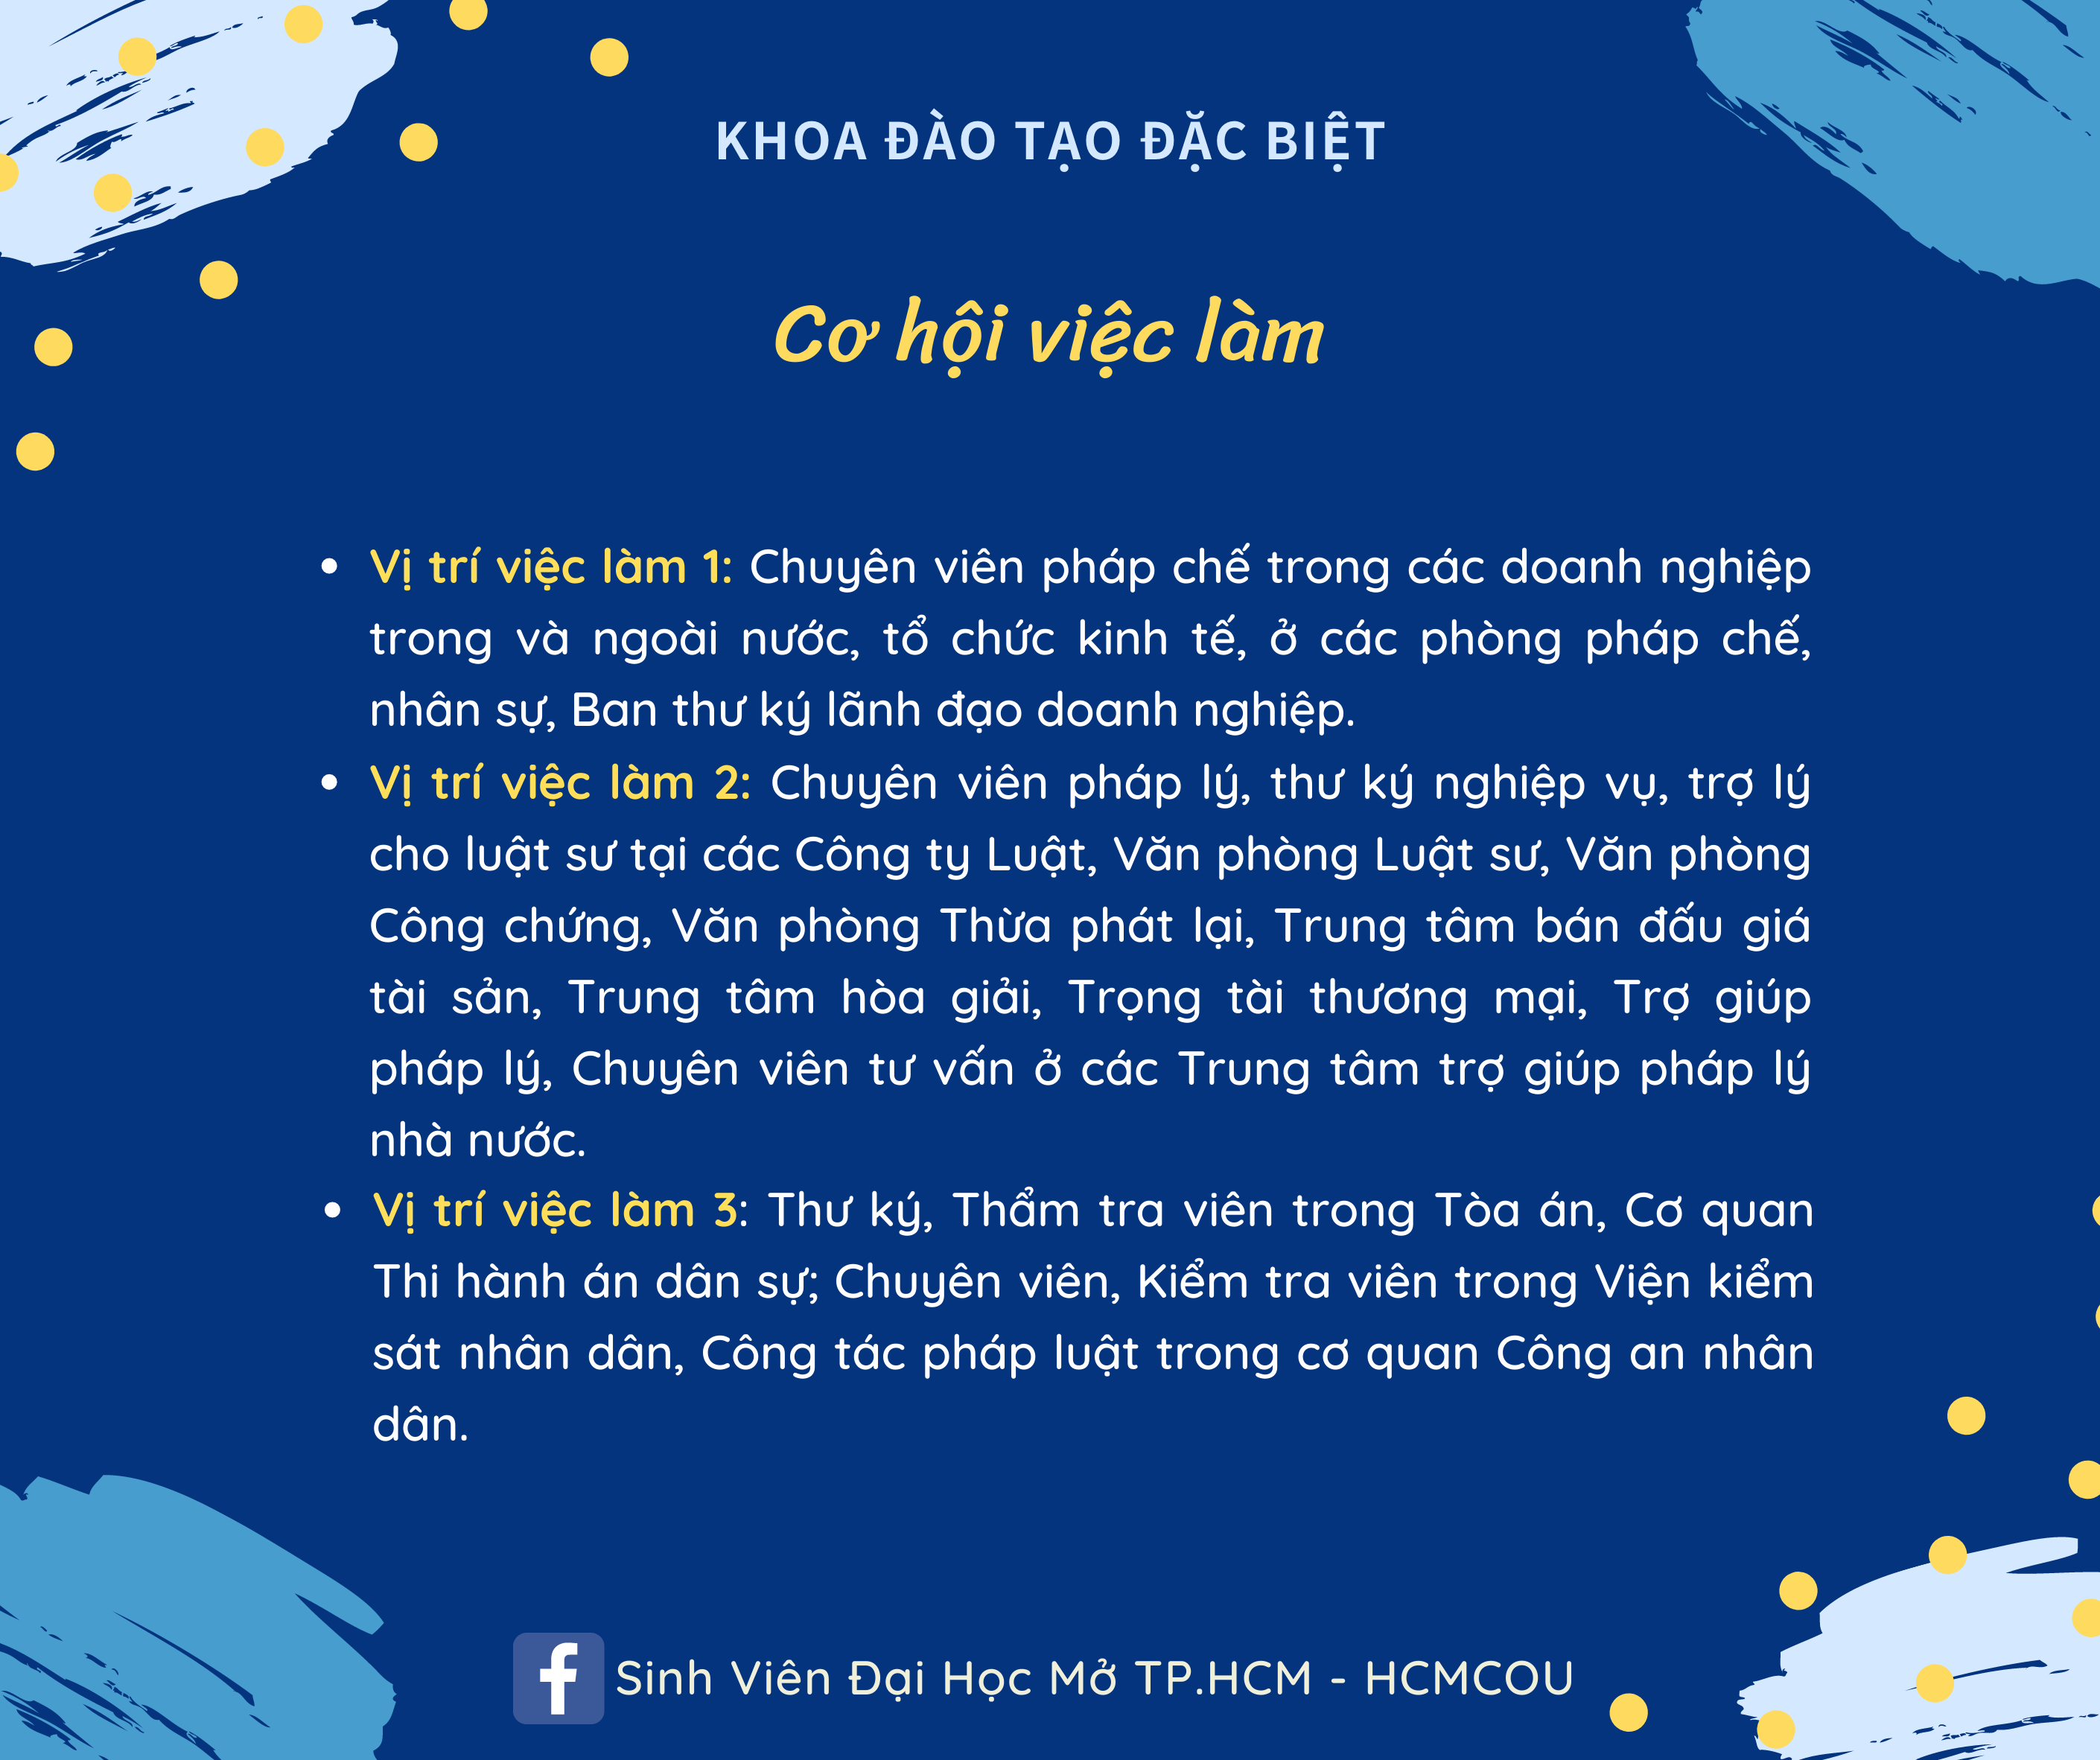 KHOA ĐÀO TẠO ĐẶC BIỆT
Cơ hội việc làm
• Vị trí việc làm 1: Chuyên viên pháp chế trong các doanh nghiệp
trong và ngoài nước, tổ chức kinh tế, ở các phòng pháp chế,
nhân sự, Ban thư ký lãnh đạo doanh nghiệp.
• Vị trí việc làm 2: Chuyên viên pháp lý, thư ký nghiệp vụ, trợ lý
cho luật sư tại các Công ty Luật, Văn phòng Luật sư, Văn phòng
Công chứng, Văn phòng Thừa phát lại, Trung tâm bán đấu giá
tài sản, Trung tâm hòa giải, Trọng tài thương mại, Trợ giúp
pháp lý, Chuyên viên tư vấn ở các Trung tâm trợ giúp pháp lý
nhà nước.
• Vị trí việc làm 3: Thư ký, Thẩm tra viên trong Tòa án, Cơ quan
Thi hành án dân sự; Chuyên viên, Kiểm tra viên trong Viện kiểm
sát nhân dân, Công tác pháp luật trong cơ quan Công an nhân
dân.
Sinh Viên Đại Học Mở TP.HCM - HCMCOU